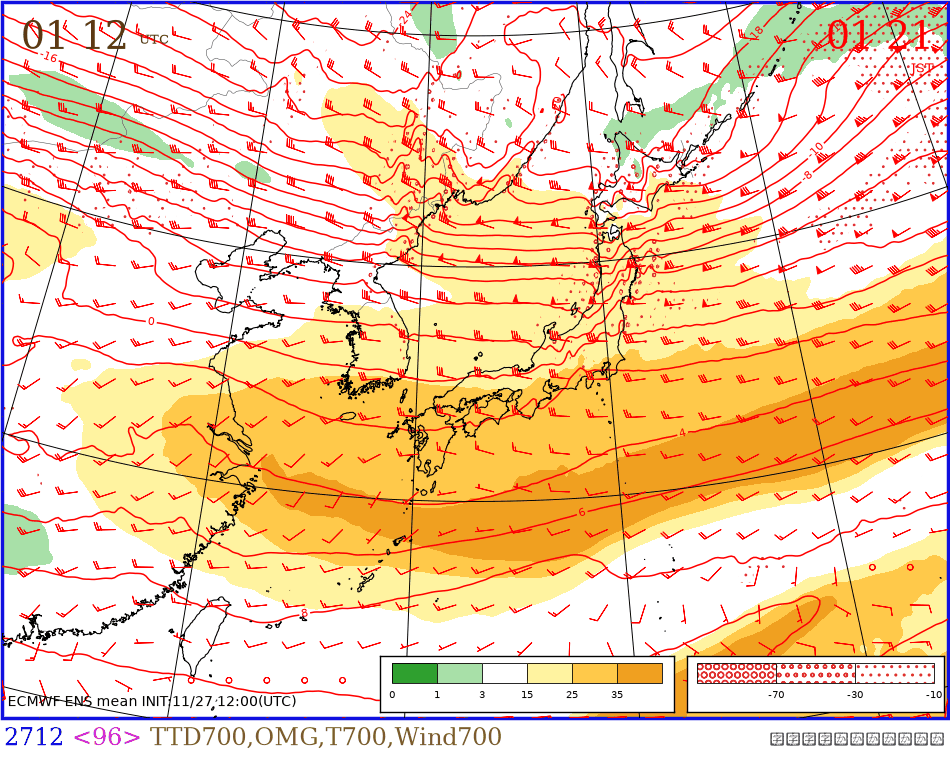 01 12 UTC
01 21
JST
-16
-24
-18
-10
-8
0
4
6
8
0 1 3 15 25 35
-70 -30 -10
ECMWF ENS mean INIT:11/27 12:00(UTC)
2712 <96> TTD700,OMG,T700,Wind700